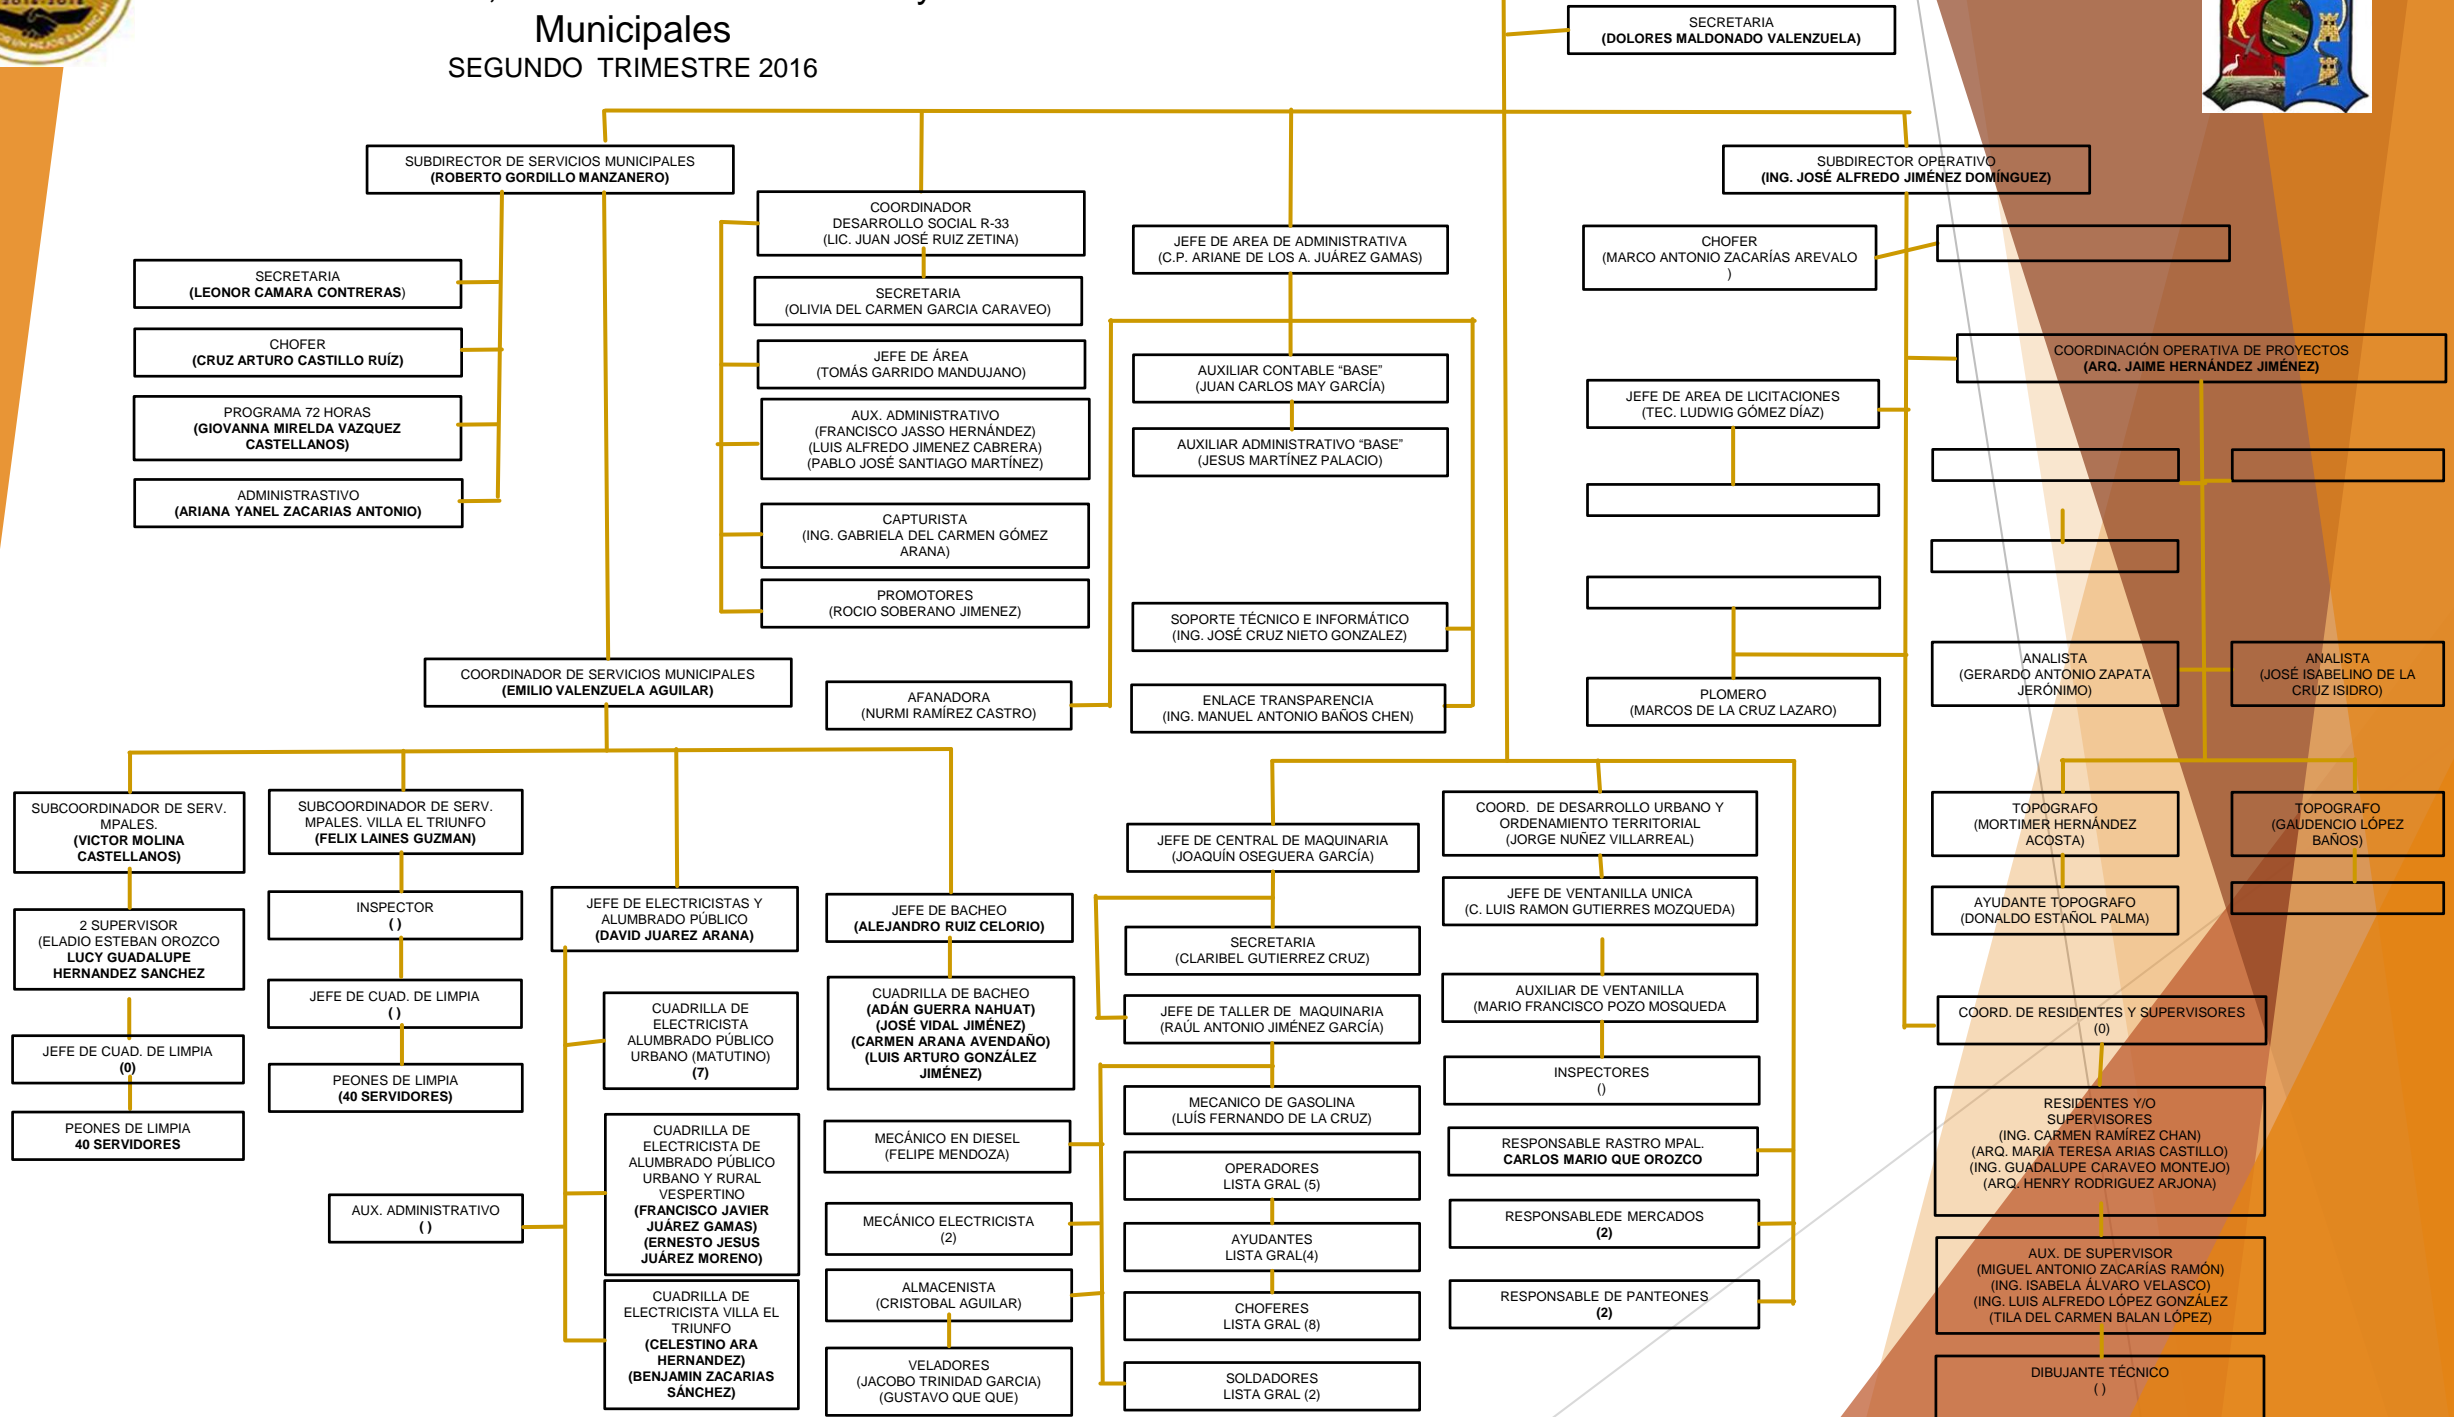 Municipales
SEGUNDO TRIMESTRE 2016
SECRETARIA
(DOLORES MALDONADO VALENZUELA)
SUBDIRECTOR DE SERVICIOS MUNICIPALES
(ROBERTO GORDILLO MANZANERO)
SECRETARIA
(LEONOR CAMARA CONTRERAS)
CHOFER
(CRUZ ARTURO CASTILLO RUÍZ)
PROGRAMA 72 HORAS
(GIOVANNA MIRELDA VAZQUEZ
CASTELLANOS)
ADMINISTRASTIVO
(ARIANA YANEL ZACARIAS ANTONIO)
COORDINADOR
DESARROLLO SOCIAL R-33
(LIC. JUAN JOSÉ RUIZ ZETINA)
SECRETARIA
(OLIVIA DEL CARMEN GARCIA CARAVEO)
JEFE DE ÁREA
(TOMÁS GARRIDO MANDUJANO)
AUX. ADMINISTRATIVO
(FRANCISCO JASSO HERNÁNDEZ)
(LUIS ALFREDO JIMENEZ CABRERA)
(PABLO JOSÉ SANTIAGO MARTÍNEZ)
CAPTURISTA
(ING. GABRIELA DEL CARMEN GÓMEZ
ARANA)
PROMOTORES
(ROCIO SOBERANO JIMENEZ)
JEFE DE AREA DE ADMINISTRATIVA
(C.P. ARIANE DE LOS A. JUÁREZ GAMAS)
AUXILIAR CONTABLE “BASE”
(JUAN CARLOS MAY GARCÍA)
AUXILIAR ADMINISTRATIVO “BASE”
(JESUS MARTÍNEZ PALACIO)
SOPORTE TÉCNICO E INFORMÁTICO
(ING. JOSÉ CRUZ NIETO GONZALEZ)
AFANADORA
(NURMI RAMÍREZ CASTRO)
ENLACE TRANSPARENCIA
(ING. MANUEL ANTONIO BAÑOS CHEN)
SUBDIRECTOR OPERATIVO
(ING. JOSÉ ALFREDO JIMÉNEZ DOMÍNGUEZ)
CHOFER
(MARCO ANTONIO ZACARÍAS AREVALO
)
COORDINACIÓN OPERATIVA DE PROYECTOS
(ARQ. JAIME HERNÁNDEZ JIMÉNEZ)
JEFE DE AREA DE LICITACIONES
(TEC. LUDWIG GÓMEZ DÍAZ)
PLOMERO
(MARCOS DE LA CRUZ LAZARO)
ANALISTA
(GERARDO ANTONIO ZAPATA
JERÓNIMO)
ANALISTA
(JOSÉ ISABELINO DE LA
CRUZ ISIDRO)
TOPOGRAFO
(MORTIMER HERNÁNDEZ
ACOSTA)
TOPOGRAFO
(GAUDENCIO LÓPEZ
BAÑOS)
AYUDANTE TOPOGRAFO
(DONALDO ESTAÑOL PALMA)
COORD. DE RESIDENTES Y SUPERVISORES
(0)
RESIDENTES Y/O
SUPERVISORES
(ING. CARMEN RAMÍREZ CHAN)
(ARQ. MARIA TERESA ARIAS CASTILLO)
(ING. GUADALUPE CARAVEO MONTEJO)
(ARQ. HENRY RODRIGUEZ ARJONA)
AUX. DE SUPERVISOR
(MIGUEL ANTONIO ZACARÍAS RAMÓN)
(ING. ISABELA ÁLVARO VELASCO)
(ING. LUIS ALFREDO LÓPEZ GONZÁLEZ
(TILA DEL CARMEN BALAN LÓPEZ)
DIBUJANTE TÉCNICO
( )
COORDINADOR DE SERVICIOS MUNICIPALES
(EMILIO VALENZUELA AGUILAR)
SUBCOORDINADOR DE SERV.
MPALES.
(VICTOR MOLINA
CASTELLANOS)
2 SUPERVISOR
(ELADIO ESTEBAN OROZCO
LUCY GUADALUPE
HERNANDEZ SANCHEZ
JEFE DE CUAD. DE LIMPIA
(0)
PEONES DE LIMPIA
40 SERVIDORES
SUBCOORDINADOR DE SERV.
MPALES. VILLA EL TRIUNFO
(FELIX LAINES GUZMAN)
INSPECTOR
( )
JEFE DE CUAD. DE LIMPIA
( )
PEONES DE LIMPIA
(40 SERVIDORES)
JEFE DE ELECTRICISTAS Y
ALUMBRADO PÚBLICO
(DAVID JUAREZ ARANA)
CUADRILLA DE
ELECTRICISTA
ALUMBRADO PÚBLICO
URBANO (MATUTINO)
(7)
CUADRILLA DE
ELECTRICISTA DE
ALUMBRADO PÚBLICO
URBANO Y RURAL
VESPERTINO
(FRANCISCO JAVIER
JUÁREZ GAMAS)
(ERNESTO JESUS
JUÁREZ MORENO)
AUX. ADMINISTRATIVO
( )
CUADRILLA DE
ELECTRICISTA VILLA EL
TRIUNFO
(CELESTINO ARA
HERNANDEZ)
(BENJAMIN ZACARIAS
SÁNCHEZ)
JEFE DE BACHEO
(ALEJANDRO RUIZ CELORIO)
CUADRILLA DE BACHEO
(ADÁN GUERRA NAHUAT)
(JOSÉ VIDAL JIMÉNEZ)
(CARMEN ARANA AVENDAÑO)
(LUIS ARTURO GONZÁLEZ
JIMÉNEZ)
JEFE DE CENTRAL DE MAQUINARIA
(JOAQUÍN OSEGUERA GARCÍA)
SECRETARIA
(CLARIBEL GUTIERREZ CRUZ)
JEFE DE TALLER DE MAQUINARIA
(RAÚL ANTONIO JIMÉNEZ GARCÍA)
MECANICO DE GASOLINA
(LUÍS FERNANDO DE LA CRUZ)
MECÁNICO EN DIESEL
(FELIPE MENDOZA)
OPERADORES
LISTA GRAL (5)
MECÁNICO ELECTRICISTA
(2)
AYUDANTES
LISTA GRAL(4)
ALMACENISTA
(CRISTOBAL AGUILAR)
CHOFERES
LISTA GRAL (8)
VELADORES
(JACOBO TRINIDAD GARCIA)
(GUSTAVO QUE QUE)
SOLDADORES
LISTA GRAL (2)
COORD. DE DESARROLLO URBANO Y
ORDENAMIENTO TERRITORIAL
(JORGE NUÑEZ VILLARREAL)
JEFE DE VENTANILLA UNICA
(C. LUIS RAMON GUTIERRES MOZQUEDA)
AUXILIAR DE VENTANILLA
(MARIO FRANCISCO POZO MOSQUEDA
INSPECTORES
()
RESPONSABLE RASTRO MPAL.
CARLOS MARIO QUE OROZCO
RESPONSABLEDE MERCADOS
(2)
RESPONSABLE DE PANTEONES
(2)